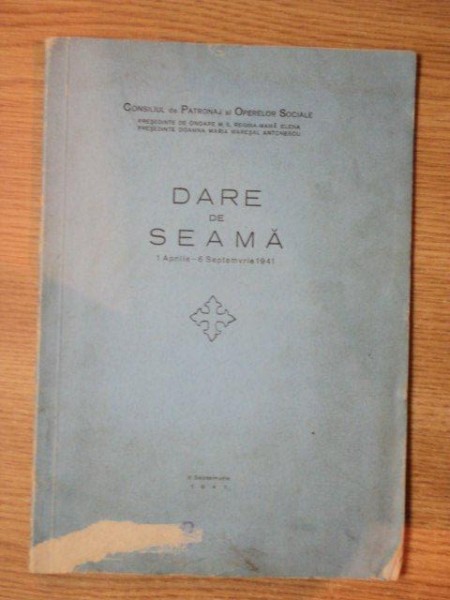 CONSILIUL de PATRONAJ al OPERELOR SOCIALE
PREȘEDINTE DE ONOARE M. S. REGINA-MAMĂ ELENA
PREȘEDINTE DOAMNA MARIA MAREȘAL ANTONESCU
DARE
DE
SEAMĂ
1 Aprilie - 6 Septemvrie 1941
Septemvrie
1941